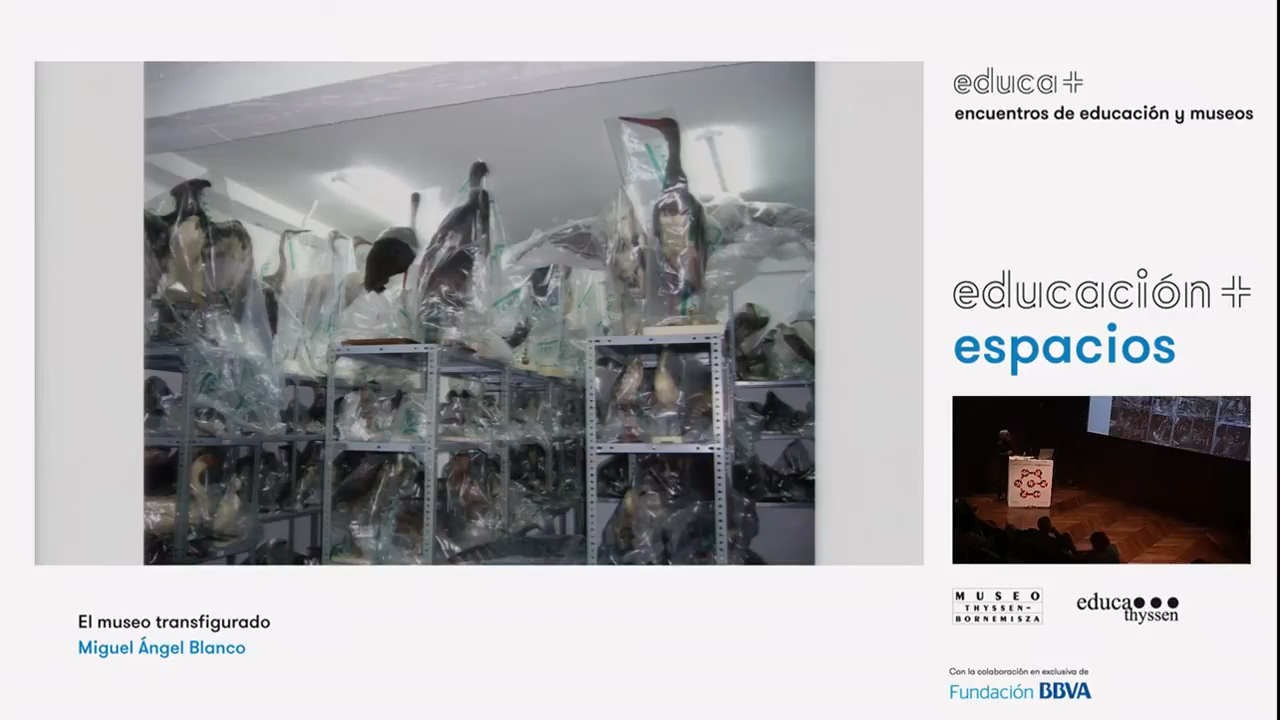 educa+
encuentros de educación y museos
educación+
espacios
MUSEO
THYSSEN-
BORNEMISZA
educa
thyssen
El museo transfigurado
Miguel Ángel Blanco
Con la colaboración en exclusiva de
Fundación BBVA